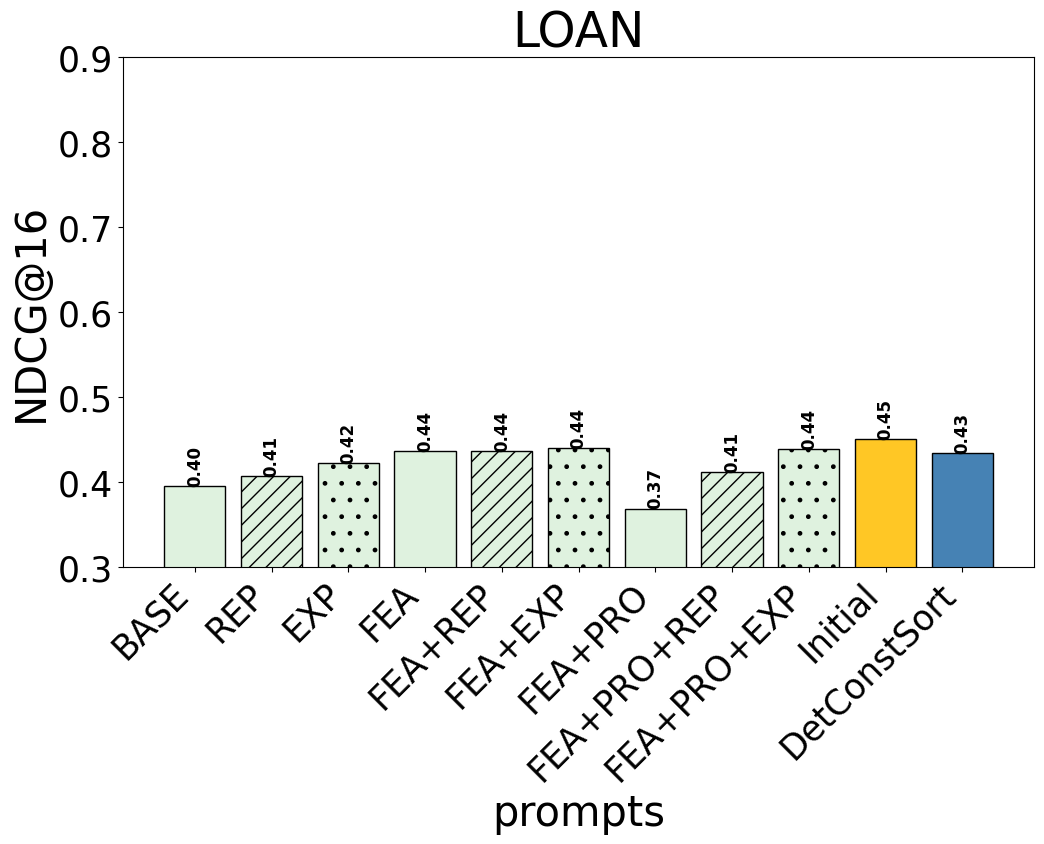 LOAN
NDCG@16
0.9
0.8
0.7
0.6
0.5
0.4
0.3
0.40
0.41
0.42
0.44
0.44
0.44
0.37
0.41
0.44
0.45
0.43
BASE
REP
EXP
FEA
FEA+REP
FEA+EXP
FEA+PRO
FEA+PRO+REP
FEA+PRO+EXP
Initial
DetConstSort
prompts